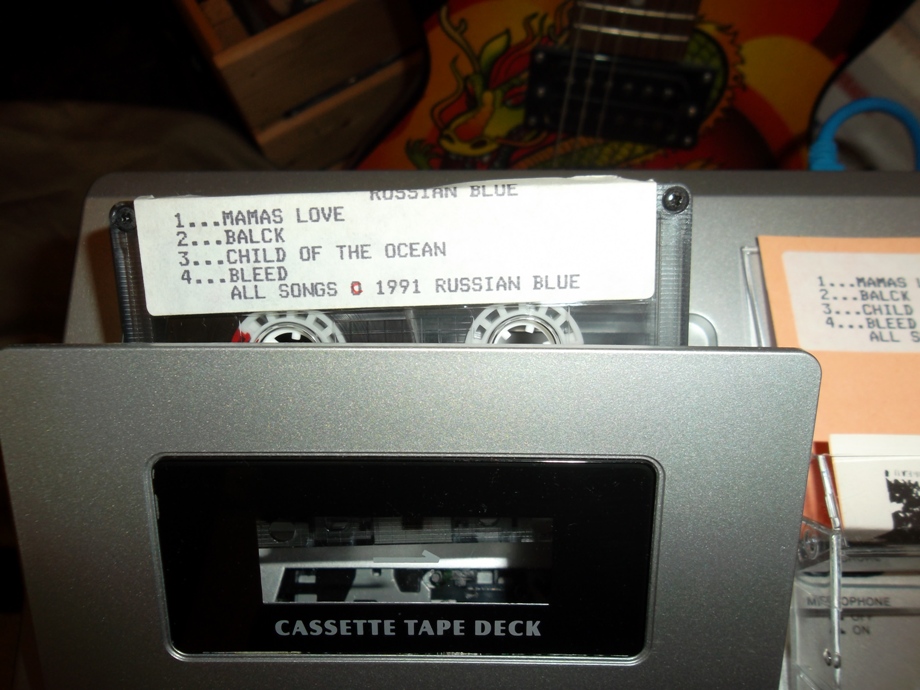 RUSSIAN BLUE
1...MAMAS LOVE
2...BALCK
3...CHILD OF THE OCEAN
4...BLEED
ALL SONGS © 1991 RUSSIAN BLUE
1...MAMAS
2...BALCK
3...CHILD
4...BLEED
ALL S
CASSETTE TAPE DECK
MICROPHONE
OFF
ON